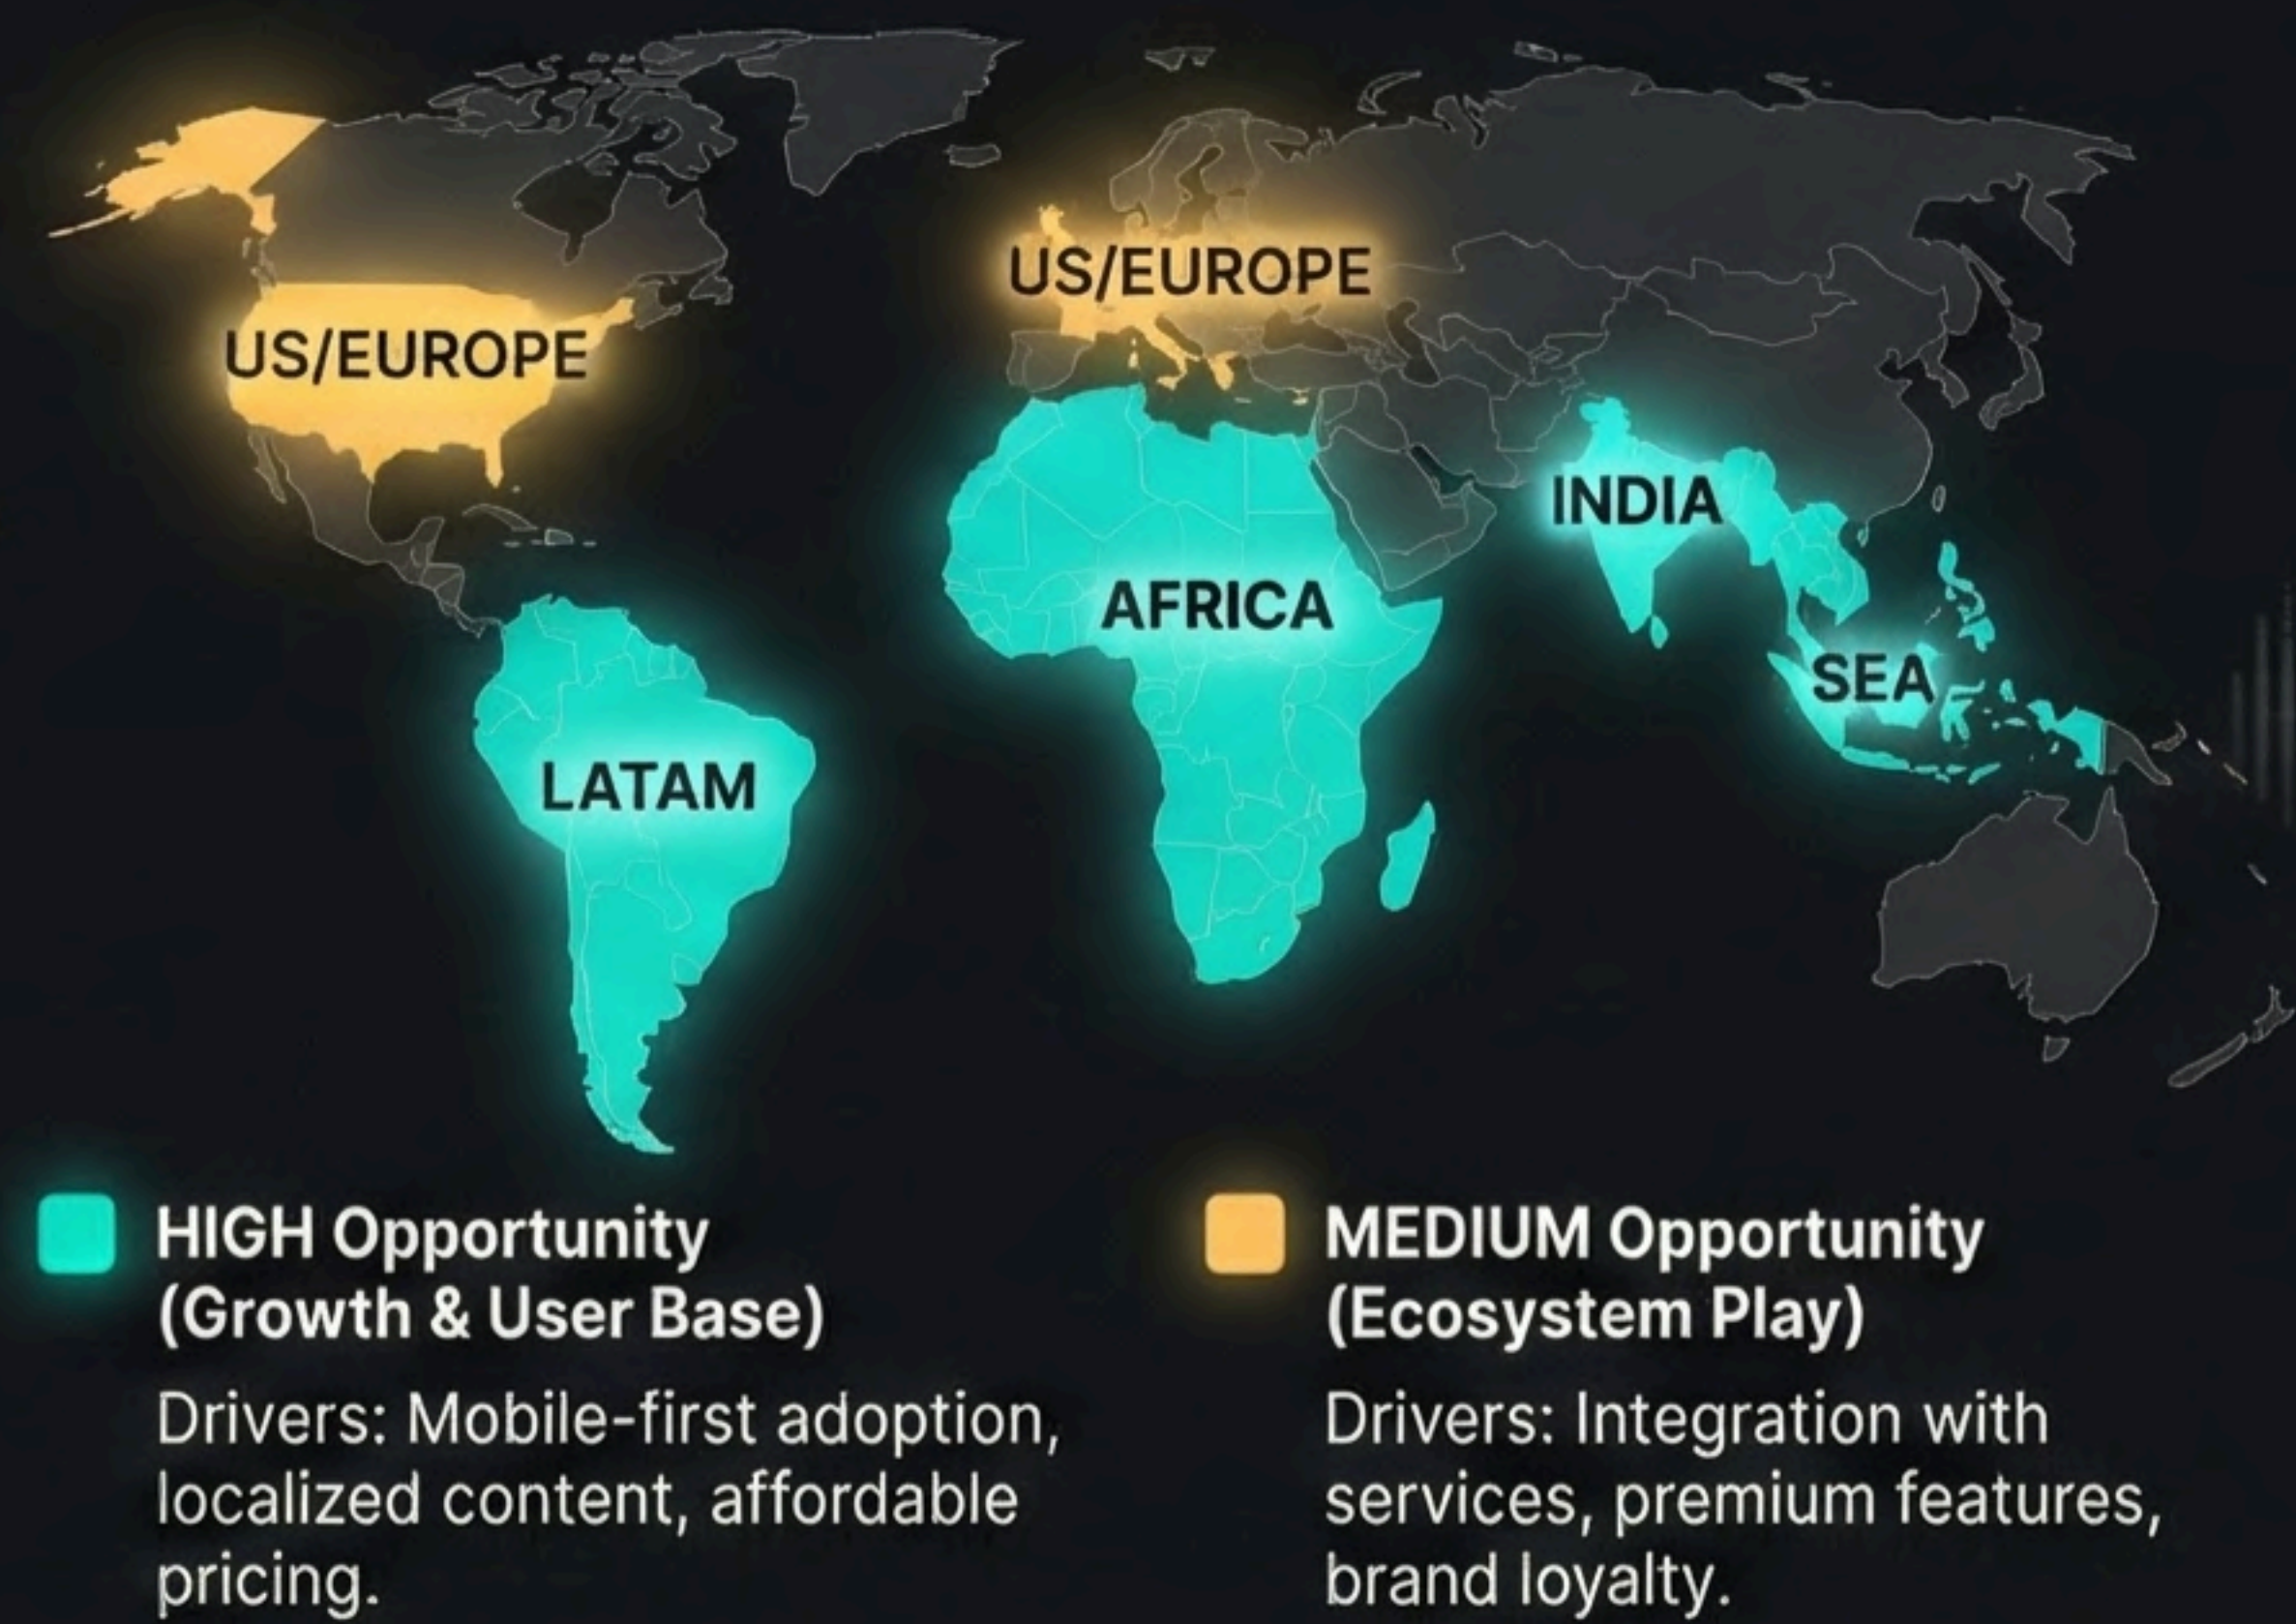 US/EUROPE
US/EUROPE
INDIA
AFRICA
SEA
LATAM
HIGH Opportunity
(Growth & User Base)
Drivers: Mobile-first adoption,
localized content, affordable
pricing.
MEDIUM Opportunity
(Ecosystem Play)
Drivers: Integration with
services, premium features,
brand loyalty.